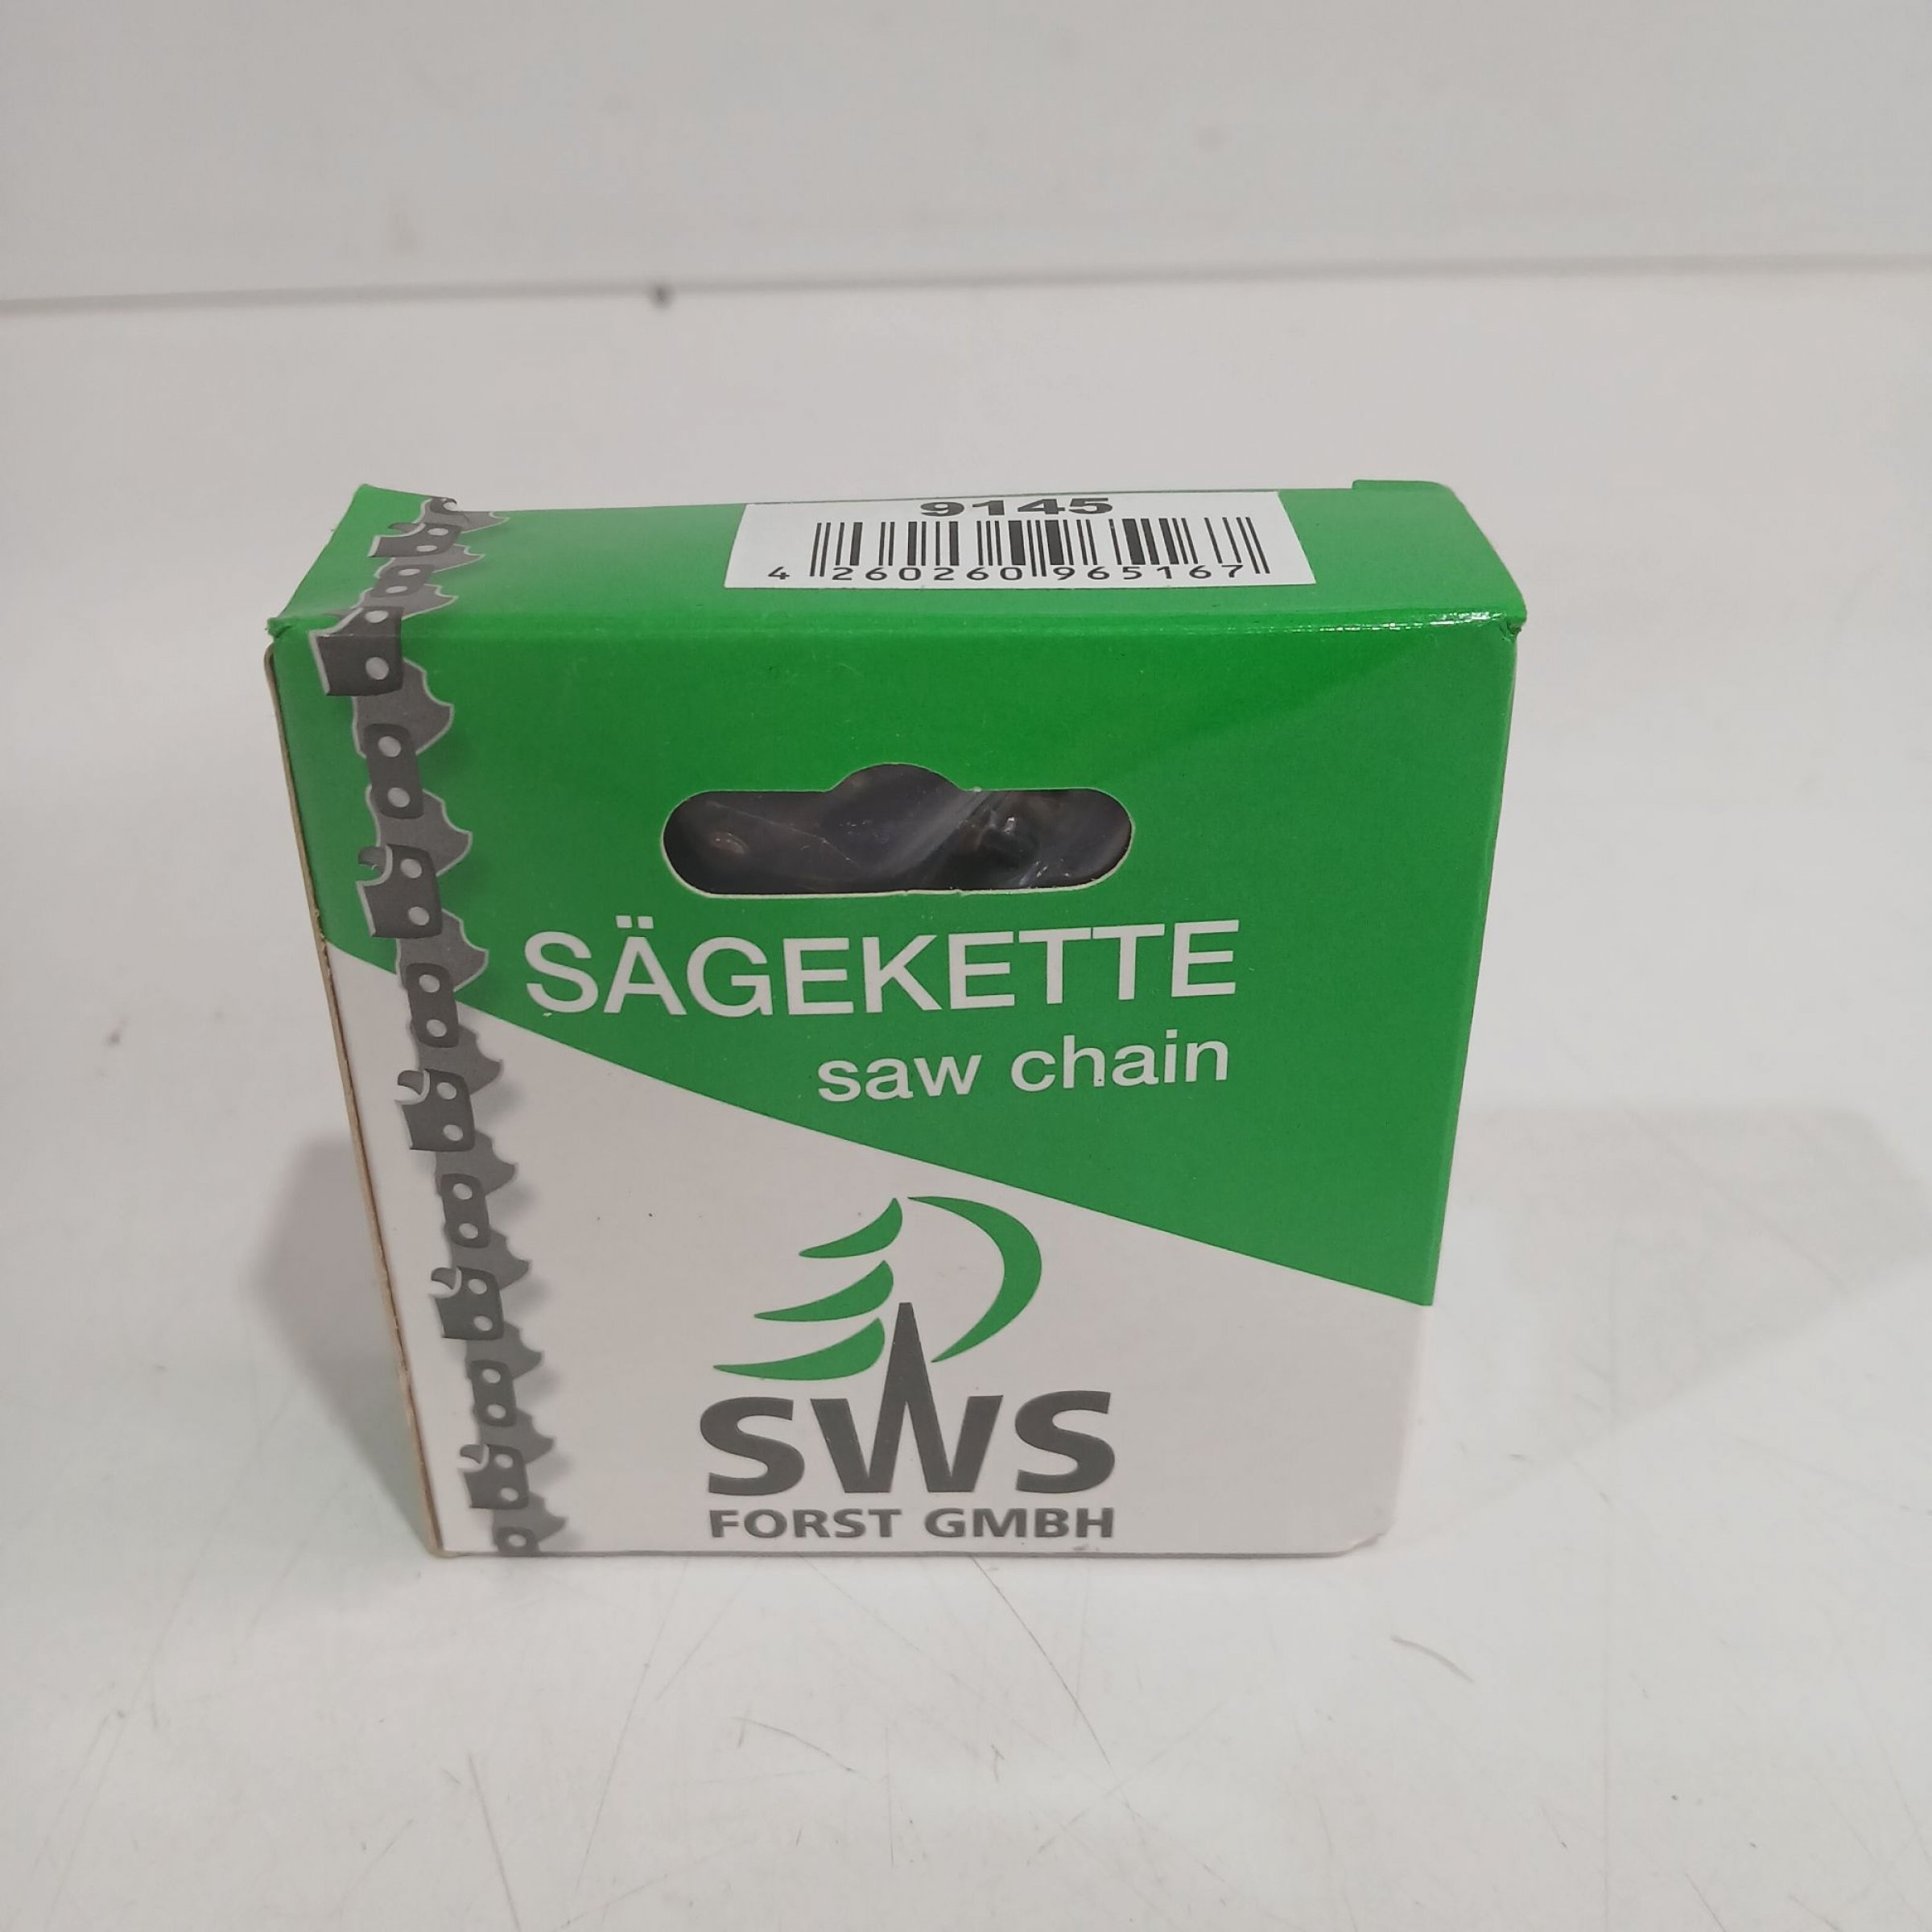 9145
4 260260 965167
SÄGEKETTE
saw chain
SWS
FORST GMBH